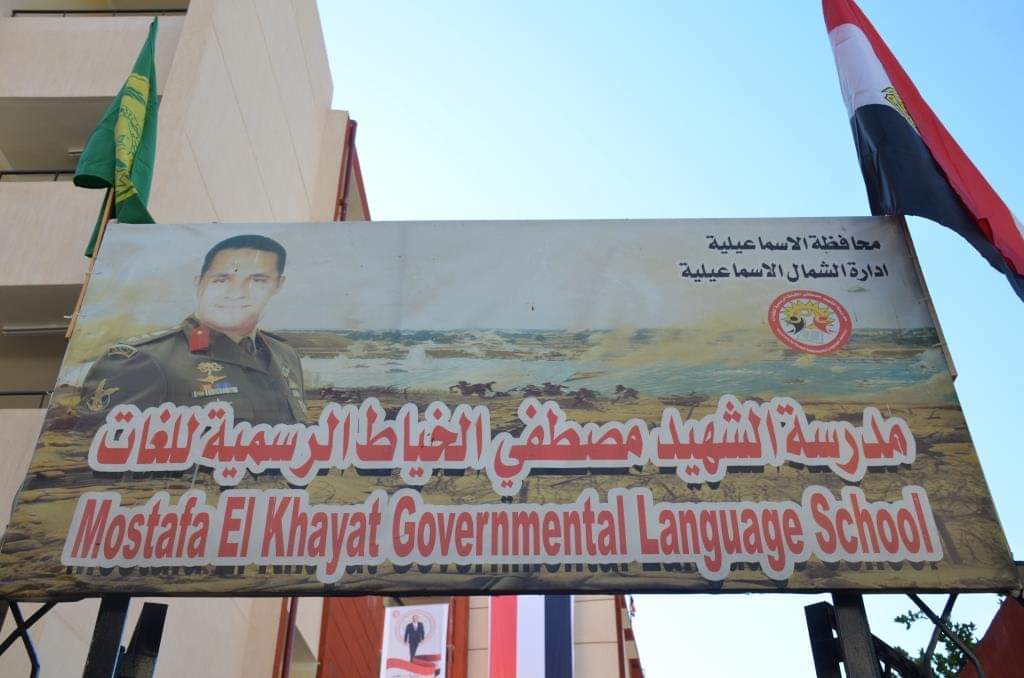 محافظة الاسماعيلية
ادارة الشمال الاسماعيلية
مدرسة الشهيد مصطفي الخياط الرسمية للغات
Mostafa El Khayat Governmental Language School